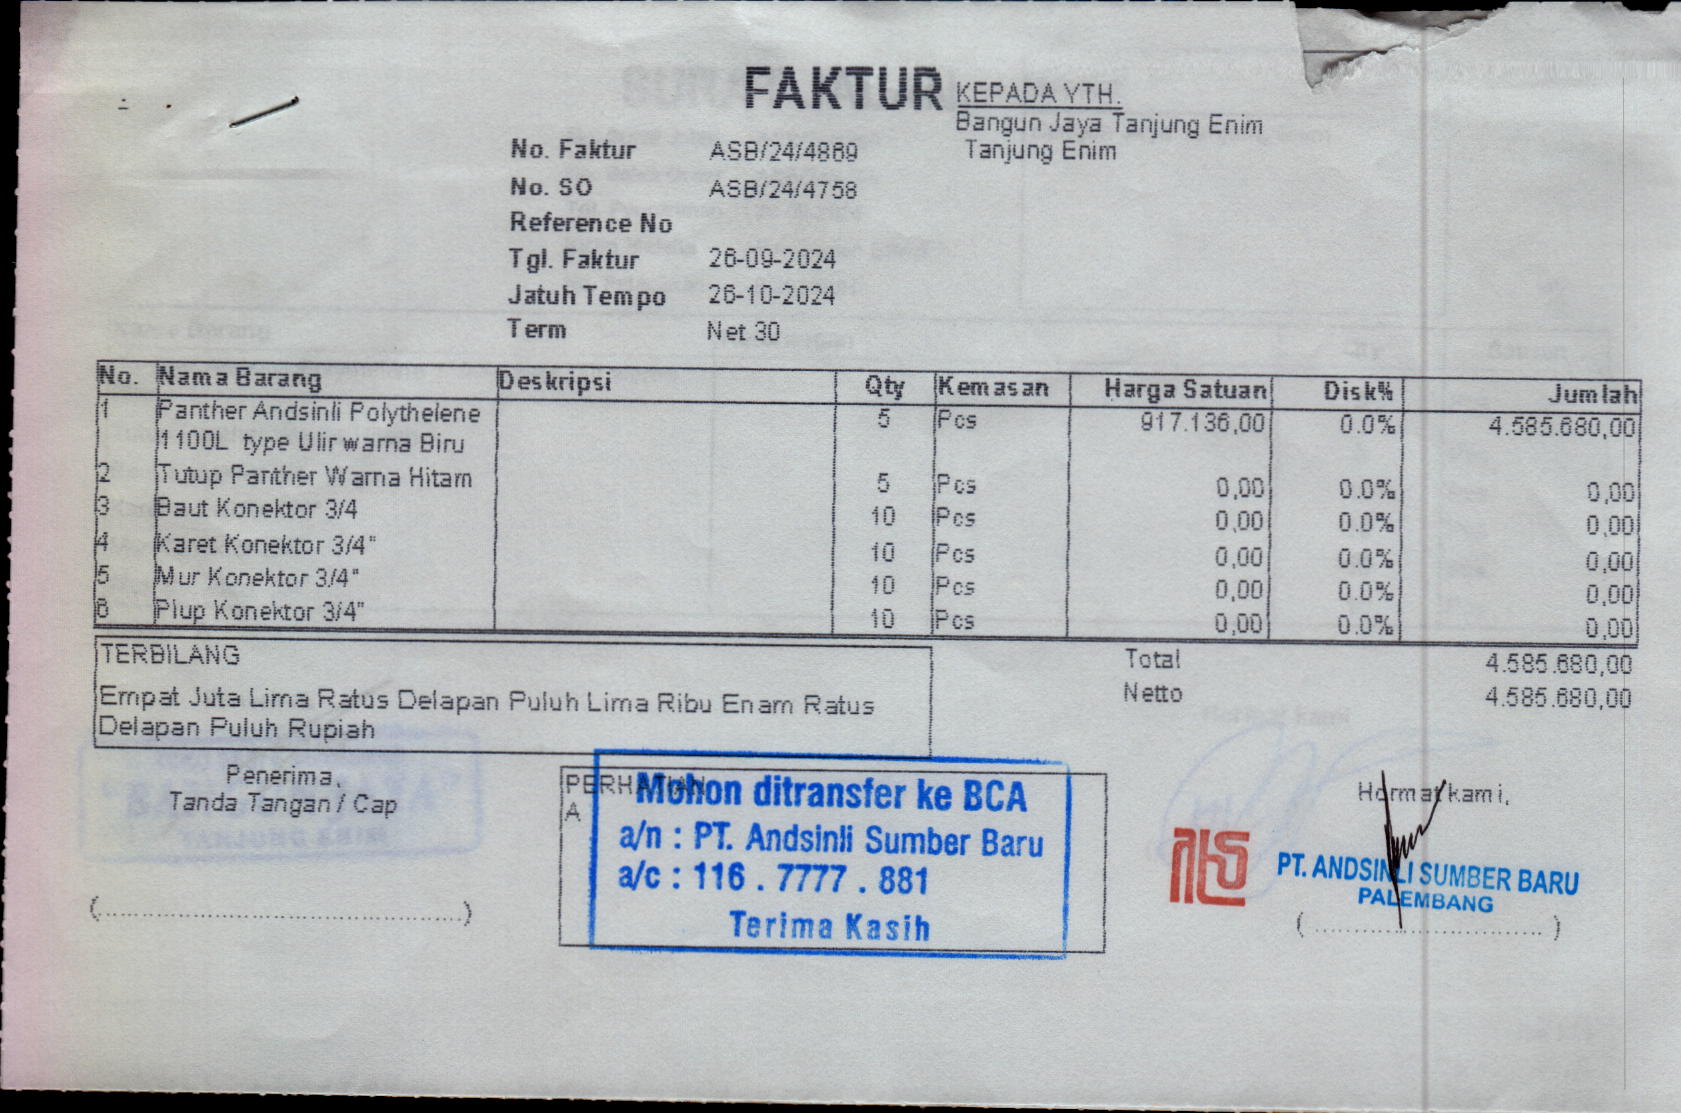 FAKTUR
KEPADA YTH.
Bangun Jaya Tanjung Enim
Tanjung Enim
No. Faktur ASB/24/4869
No. SO ASB/24/4758
Reference No
Tgl. Faktur 26-09-2024
Jatuh Tempo 26-10-2024
Term Net 30
No. Nama Barang Deskripsi Qty Kemasan Harga Satuan Disk% Jumlah
1 Panther Andsinli Polythelene 5 Pcs 917.136,00 0.0% 4.585.680,00
1100L type Ulir warna Biru
2 Tutup Panther Warna Hitam 5 Pcs 0,00 0.0% 0,00
3 Baut Konektor 3/4 10 Pcs 0,00 0.0% 0,00
4 Karet Konektor 3/4" 10 Pcs 0,00 0.0% 0,00
5 Mur Konektor 3/4" 10 Pcs 0,00 0.0% 0,00
6 Plup Konektor 3/4" 10 Pcs 0,00 0.0% 0,00
TERBILANG
Empat Juta Lima Ratus Delapan Puluh Lima Ribu Enam Ratus
Delapan Puluh Rupiah
Total 4.585.680,00
Netto 4.585.680,00
Penerima,
Tanda Tangan / Cap
(........................................)
PERHATIAN
A
Mohon ditransfer ke BCA
a/n : PT. Andsinli Sumber Baru
a/c : 116 . 7777 . 881
Terima Kasih
Hormat kami,
PT. ANDSINLI SUMBER BARU
PALEMBANG
(..............................)